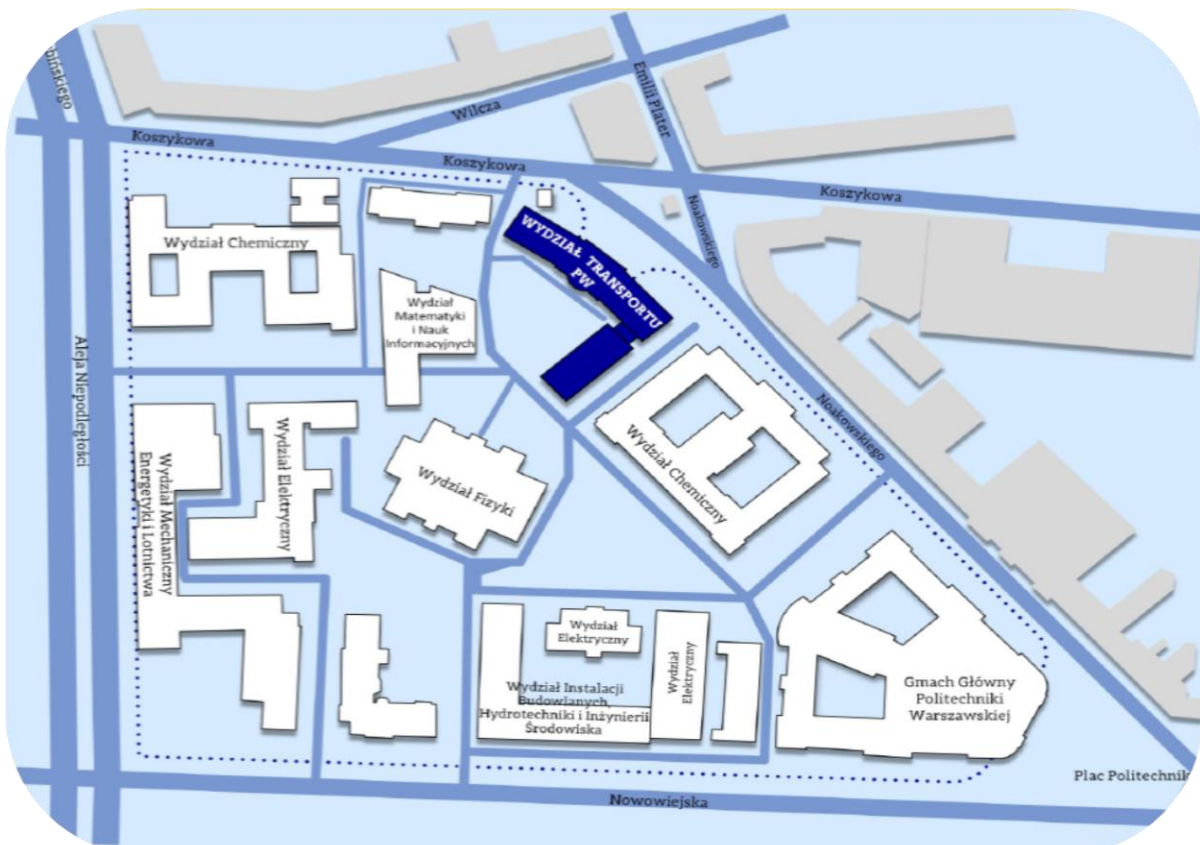 Koszykowa
Wilcza
Emilii Plater
Koszykowa
Koszykowa
Noakowskiego
Wydział Chemiczny
WYDZIAŁ TRANSPORTU
PW
Wydział
Matematyki
i Nauk
Informacyjnych
Aleja Niepodległości
Noakowskiego
Wydział Mechaniczny
Energetyki i Lotnictwa
Wydział Elektryczny
Wydział Fizyki
Wydział Chemiczny
Wydział
Elektryczny
Wydział
Elektryczny
Wydział Instalacji
Budowlanych,
Hydrotechniki i Inżynierii
Środowiska
Gmach Główny
Politechniki
Warszawskiej
Plac Politechnik
Nowowiejska